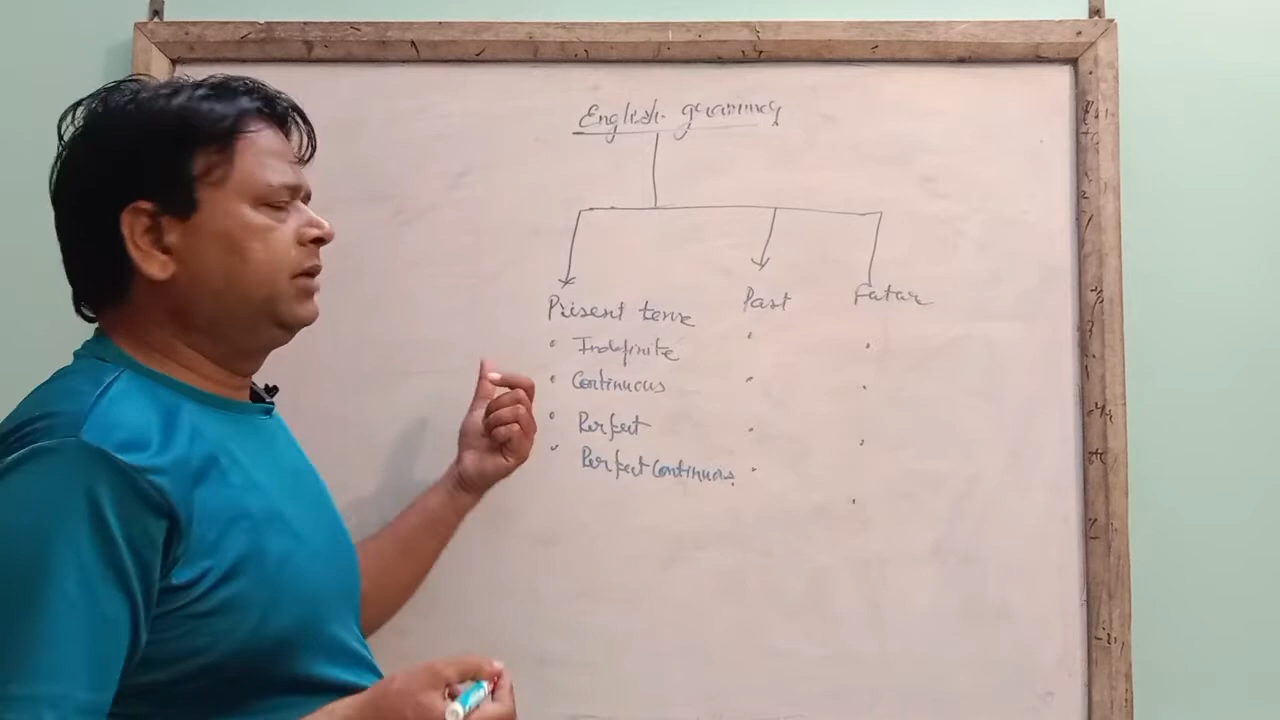 English grammar
Present tense Past Futur
Indefinite
Continuous
Perfect
Perfect Continuous